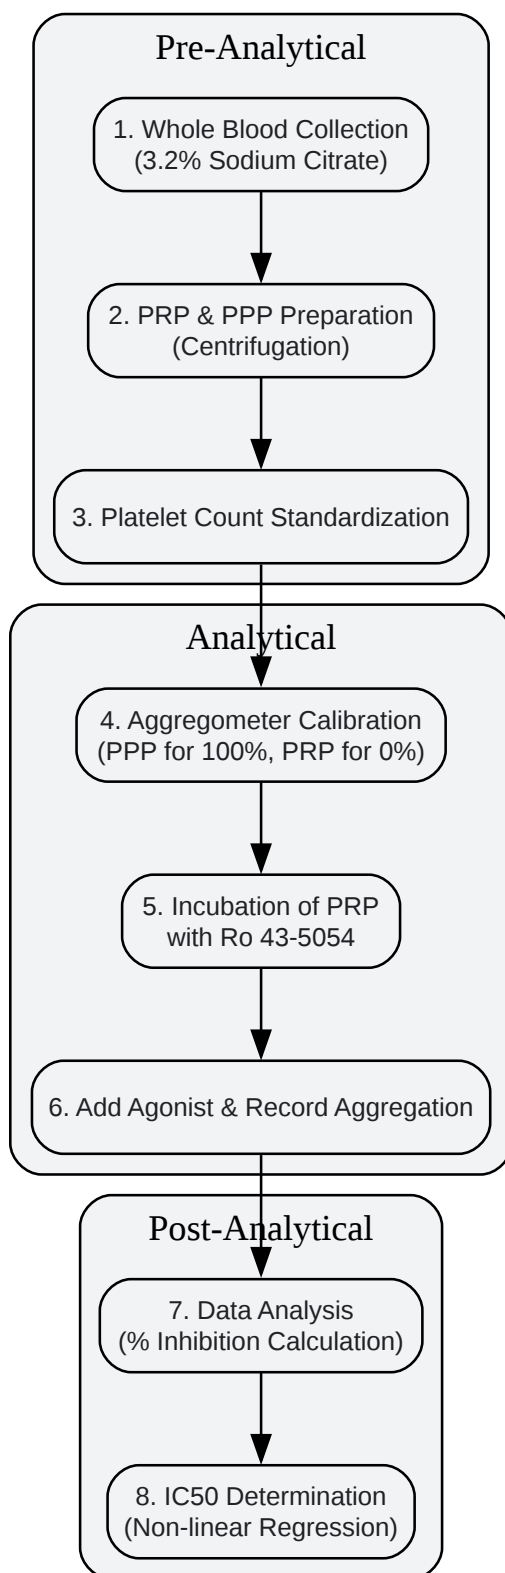 Pre-Analytical
1. Whole Blood Collection
(3.2% Sodium Citrate)
2. PRP & PPP Preparation
(Centrifugation)
3. Platelet Count Standardization
Analytical
4. Aggregometer Calibration
(PPP for 100%, PRP for 0%)
5. Incubation of PRP
with Ro 43-5054
6. Add Agonist & Record Aggregation
Post-Analytical
7. Data Analysis
(% Inhibition Calculation)
8. IC50 Determination
(Non-linear Regression)